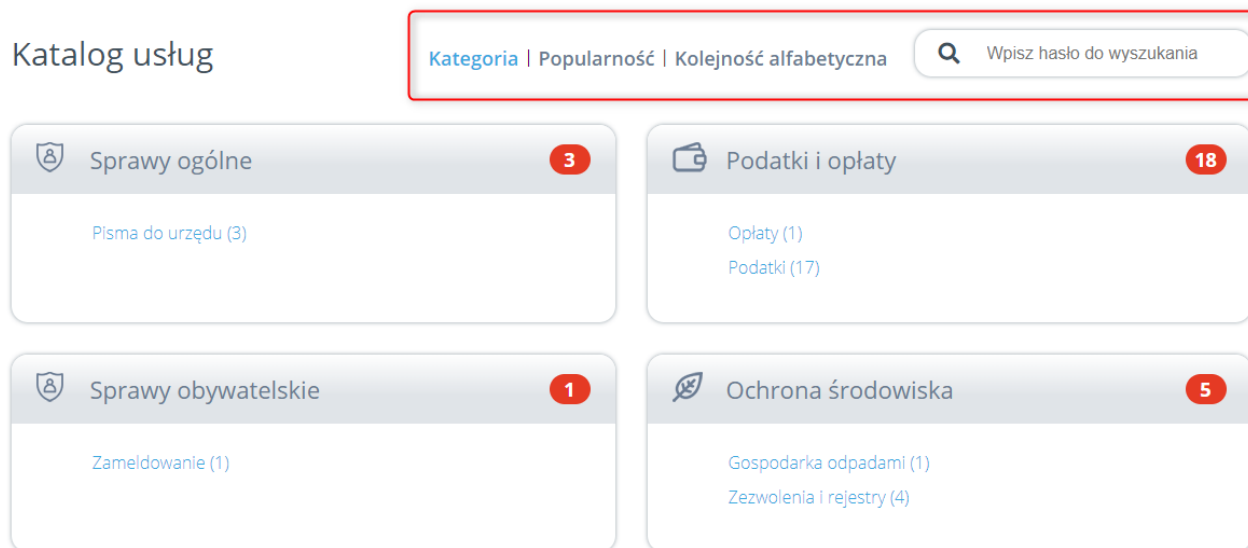 Katalog usług
Kategoria | Popularność | Kolejność alfabetyczna
Wpisz hasło do wyszukania
Sprawy ogólne 3
Pisma do urzędu (3)
Podatki i opłaty 18
Opłaty (1)
Podatki (17)
Sprawy obywatelskie 1
Zameldowanie (1)
Ochrona środowiska 5
Gospodarka odpadami (1)
Zezwolenia i rejestry (4)